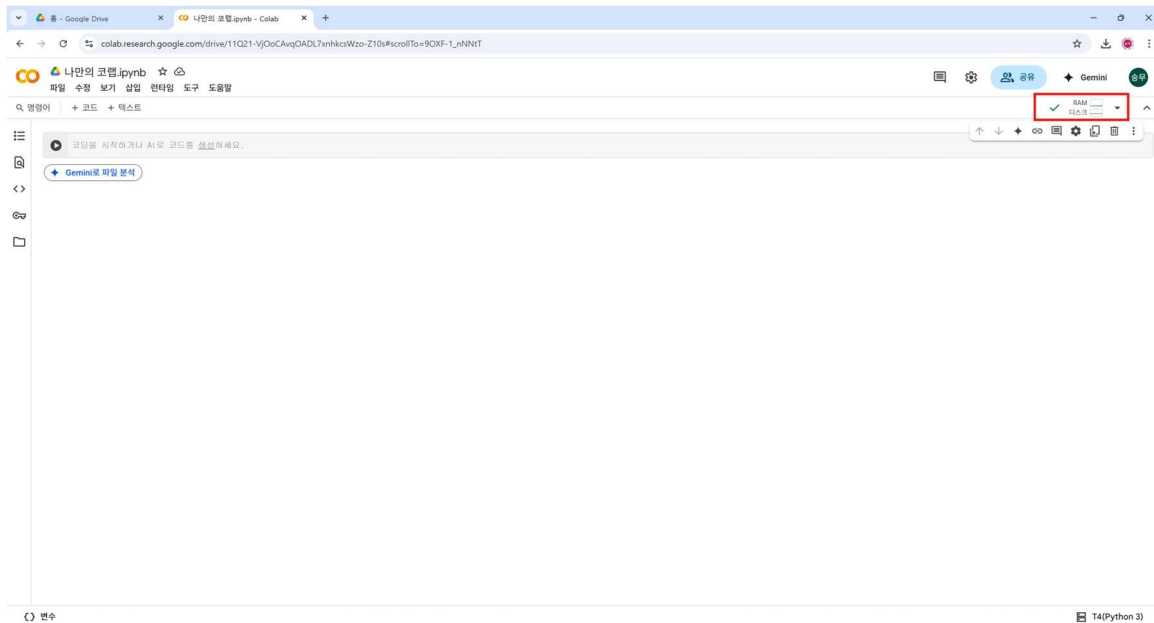 홈 - Google Drive
나만의 코랩.ipynb - Colab
colab.research.google.com/drive/11Q21-VjOoCAvqOADL7xnhkcsWzo-Z10s#scrollTo=9OXF-1_nNNtT
나만의 코랩.ipynb
파일 수정 보기 삽입 런타임 도구 도움말
공유
Gemini
승무
명령어 + 코드 + 텍스트
RAM
디스크
코딩을 시작하거나 AI로 코드를 생성하세요.
Gemini로 파일 분석
변수
T4(Python 3)